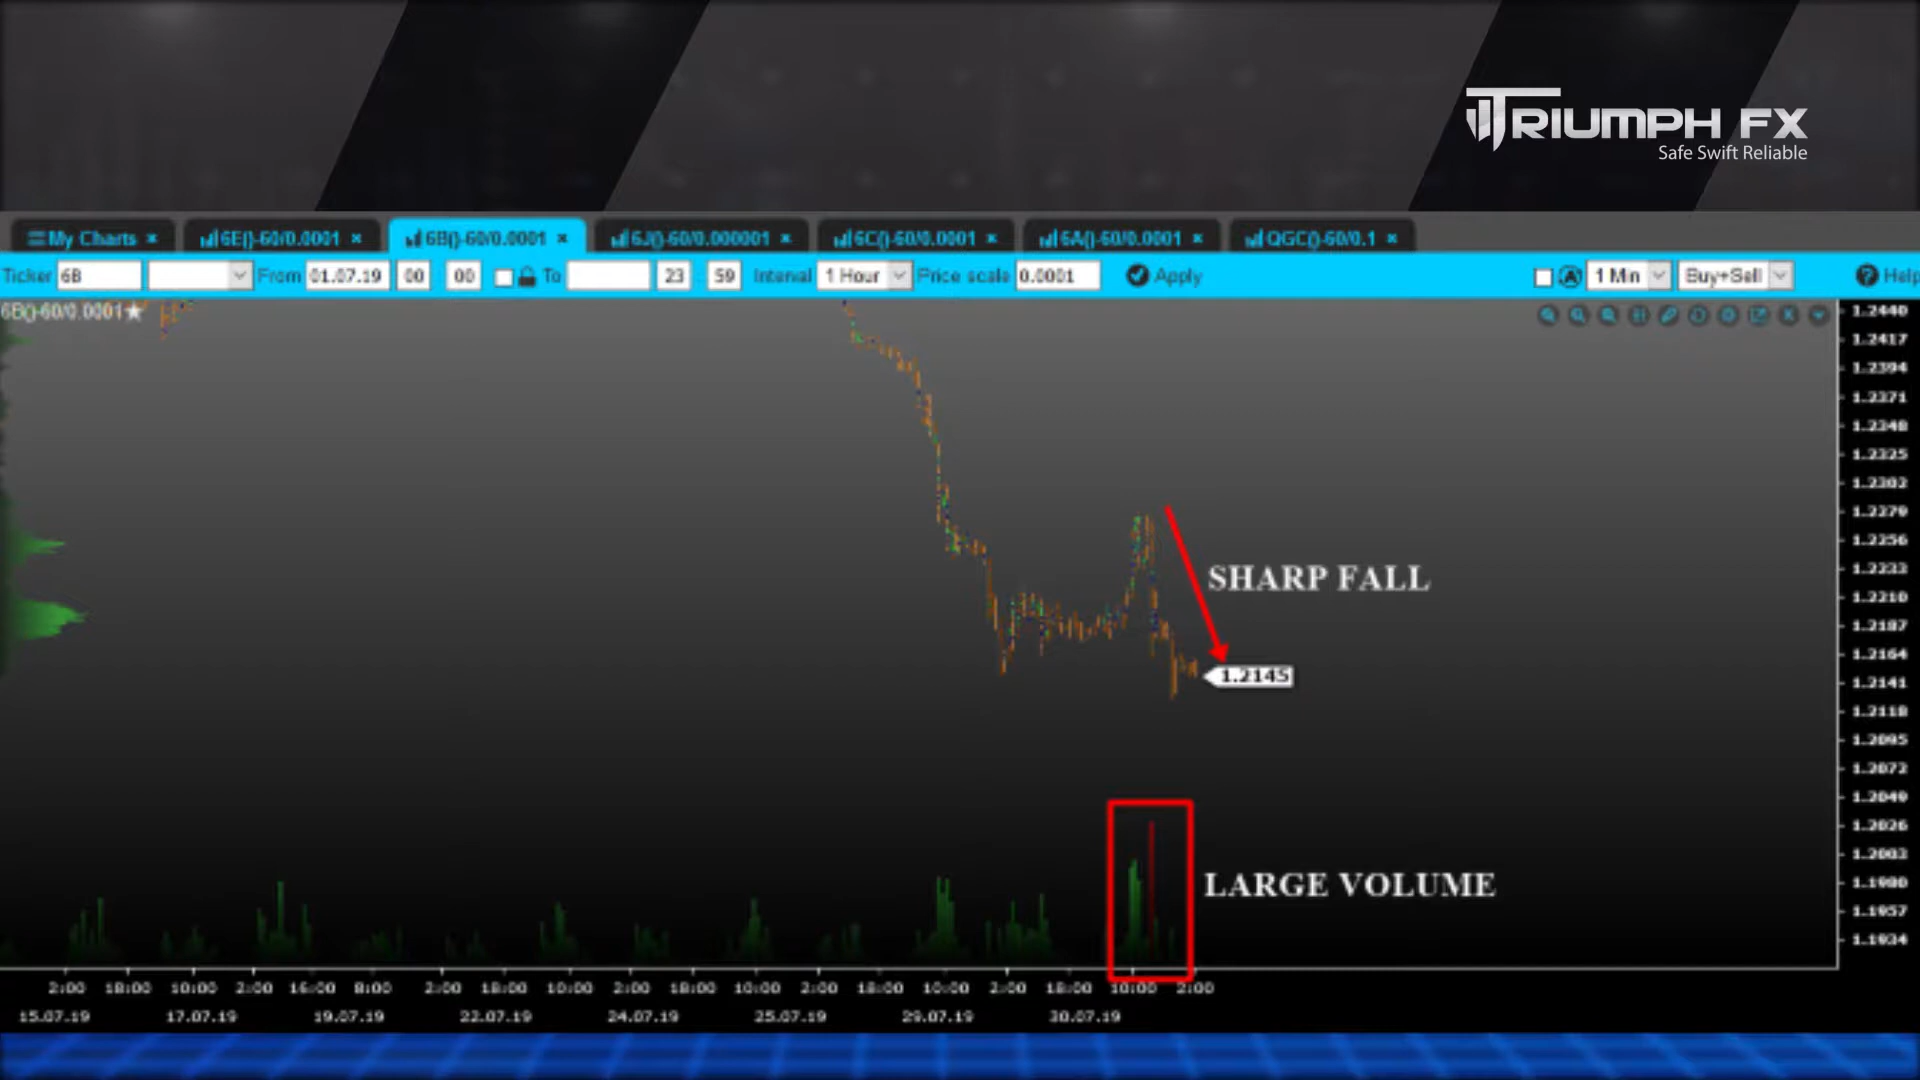 TRIUMPH FX
Safe Swift Reliable
My Charts × 6E()-60/0.0001 × 6B()-60/0.0001 × 6J()-60/0.000001 × 6C()-60/0.0001 × 6A()-60/0.0001 × QGC()-60/0.1 ×
Ticker 6B From 01.07.19 00 00 To 23 59 Interval 1 Hour Price scale 0.0001 Apply A 1 Min Buy+Sell ? Help
6B()-60/0.0001★
1.2440
1.2417
1.2394
1.2371
1.2348
1.2325
1.2302
1.2279
1.2256
1.2233
1.2210
1.2187
1.2164
1.2141
1.2118
1.2095
1.2072
1.2049
1.2026
1.2003
1.1980
1.1957
1.1934
SHARP FALL
1.2145
LARGE VOLUME
2:00 18:00 10:00 2:00 16:00 8:00 2:00 18:00 10:00 2:00 18:00 10:00 2:00 18:00 10:00 2:00 18:00 10:00 2:00
15.07.19 17.07.19 19.07.19 22.07.19 24.07.19 25.07.19 29.07.19 30.07.19